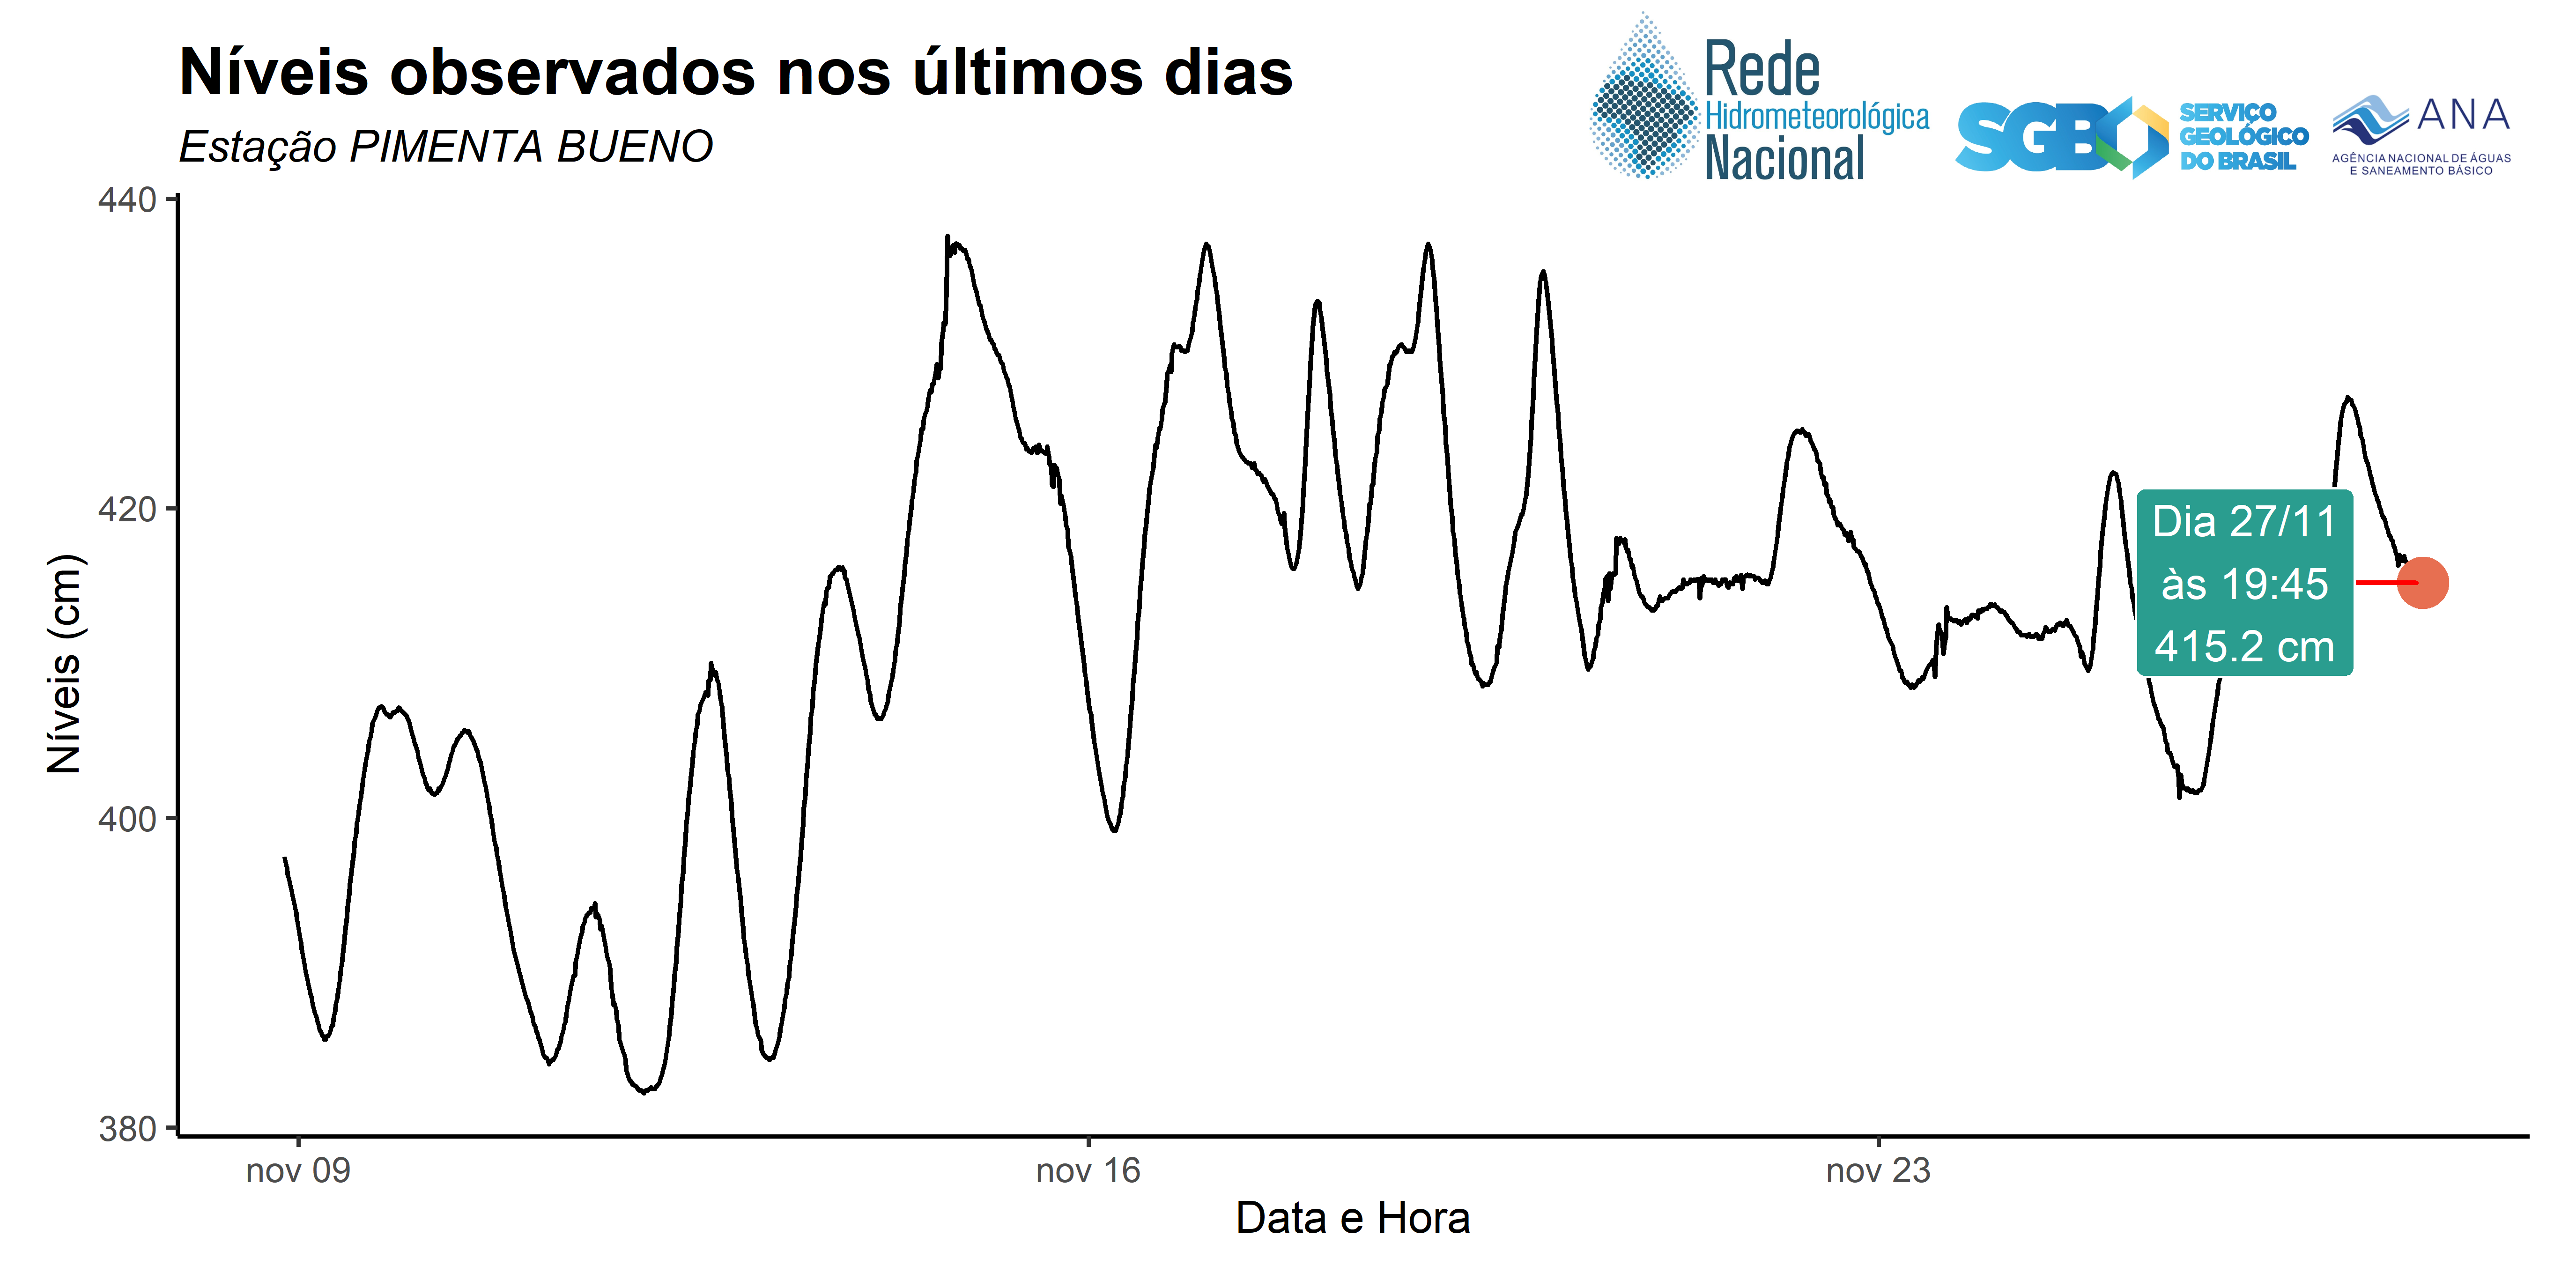 Níveis observados nos últimos dias
Estação PIMENTA BUENO
Rede
Hidrometeorológica
Nacional
SGB
SERVIÇO
GEOLÓGICO
DO BRASIL
ANA
AGÊNCIA NACIONAL DE ÁGUAS
E SANEAMENTO BÁSICO
440
420
400
380
Níveis (cm)
Dia 27/11
às 19:45
415.2 cm
nov 09
nov 16
nov 23
Data e Hora